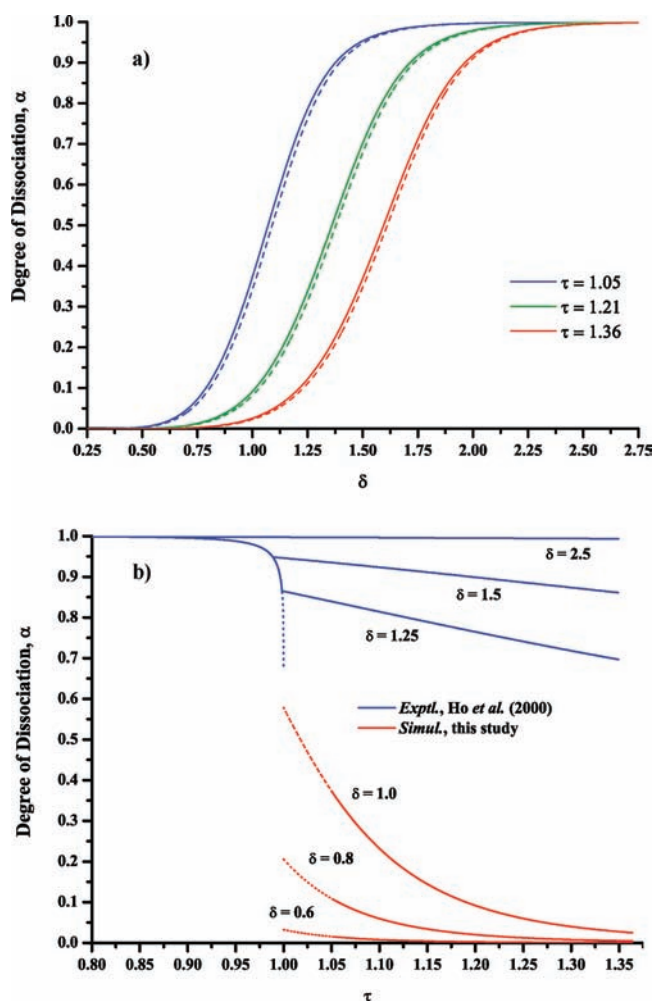 a)
Degree of Dissociation, α
1.0
0.9
0.8
0.7
0.6
0.5
0.4
0.3
0.2
0.1
0.0
τ = 1.05
τ = 1.21
τ = 1.36
0.25 0.50 0.75 1.00 1.25 1.50 1.75 2.00 2.25 2.50 2.75
δ
b)
Degree of Dissociation, α
1.0
0.9
0.8
0.7
0.6
0.5
0.4
0.3
0.2
0.1
0.0
δ = 2.5
δ = 1.5
δ = 1.25
Exptl., Ho et al. (2000)
Simul., this study
δ = 1.0
δ = 0.8
δ = 0.6
0.80 0.85 0.90 0.95 1.00 1.05 1.10 1.15 1.20 1.25 1.30 1.35
τ